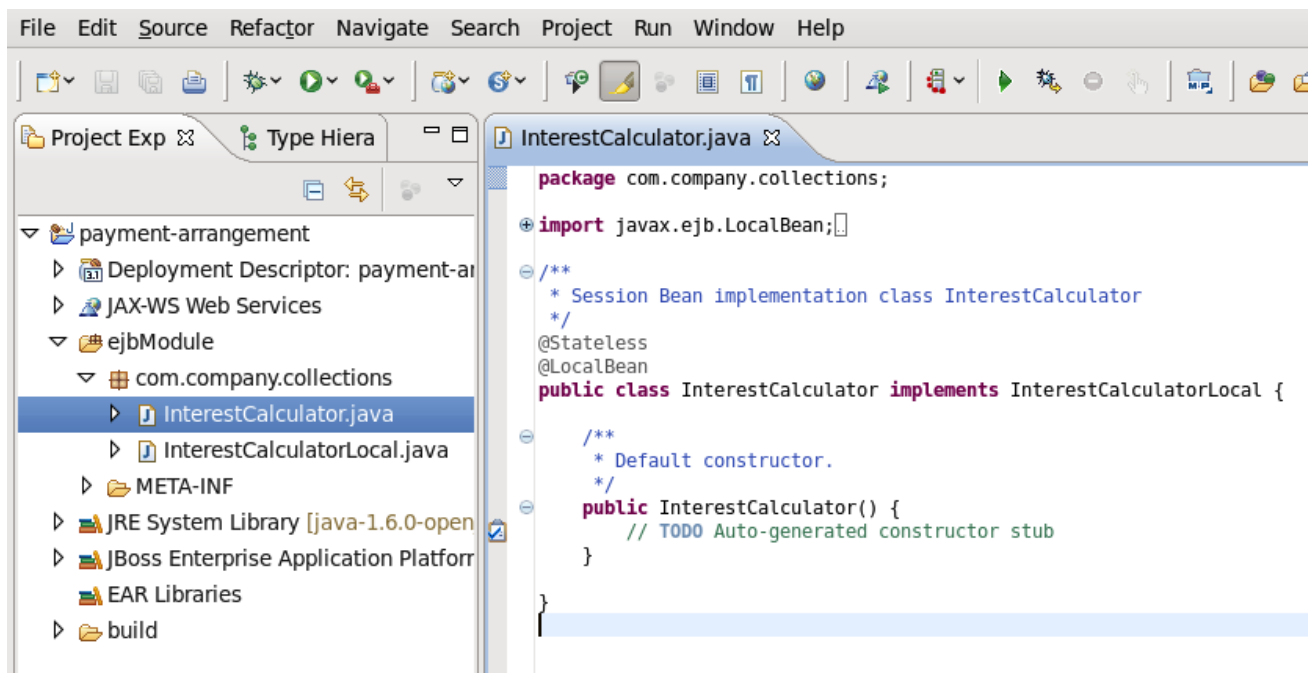 File Edit Source Refactor Navigate Search Project Run Window Help
Project Exp
Type Hiera
InterestCalculator.java
payment-arrangement
Deployment Descriptor: payment-ar
JAX-WS Web Services
ejbModule
com.company.collections
InterestCalculator.java
InterestCalculatorLocal.java
META-INF
JRE System Library [java-1.6.0-open
JBoss Enterprise Application Platforr
EAR Libraries
build
package com.company.collections;
import javax.ejb.LocalBean;
/**
* Session Bean implementation class InterestCalculator
*/
@Stateless
@LocalBean
public class InterestCalculator implements InterestCalculatorLocal {
/**
* Default constructor.
*/
public InterestCalculator() {
// TODO Auto-generated constructor stub
}
}